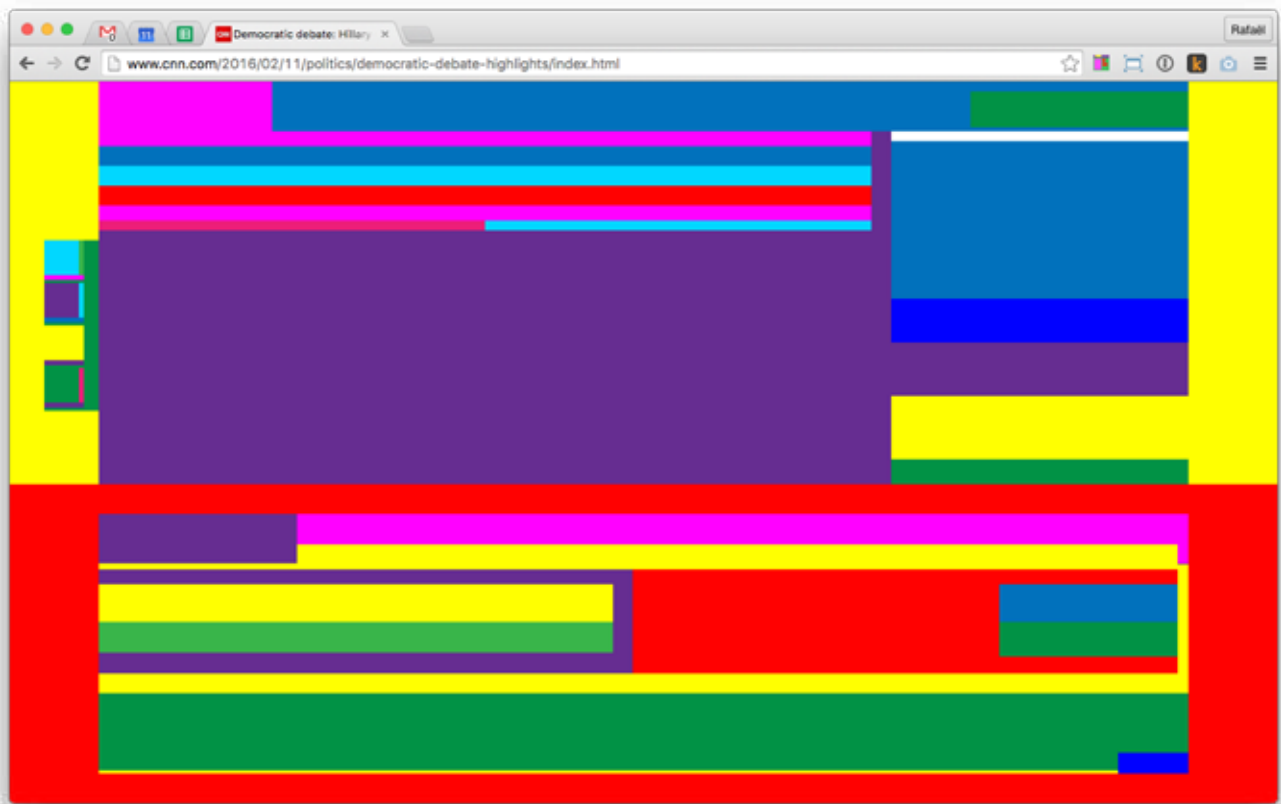 Democratic debate: Hillary
Rafaël
www.cnn.com/2016/02/11/politics/democratic-debate-highlights/index.html